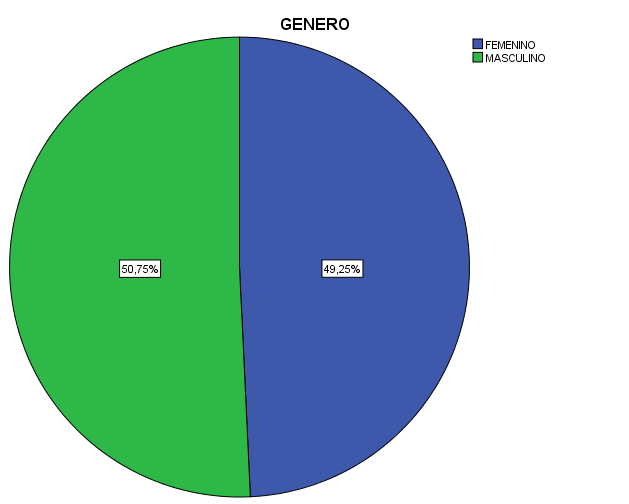 GENERO
FEMENINO
MASCULINO
50,75%
49,25%